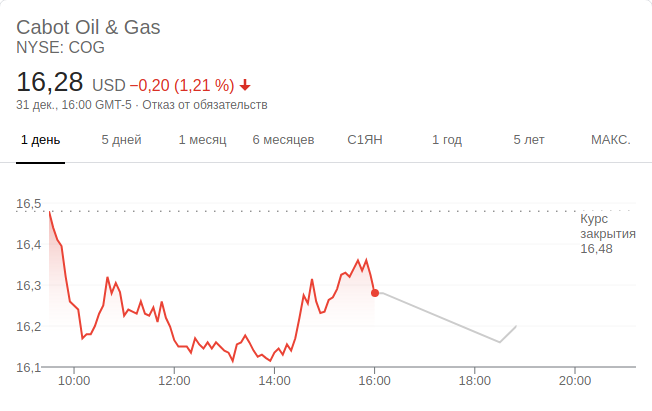 Cabot Oil & Gas
NYSE: COG
16,28 USD −0,20 (1,21 %)
31 дек., 16:00 GMT-5 · Отказ от обязательств
1 день 5 дней 1 месяц 6 месяцев С1ЯН 1 год 5 лет МАКС.
16,5
Курс
закрытия
16,48
16,4
16,3
16,2
16,1
10:00 12:00 14:00 16:00 18:00 20:00